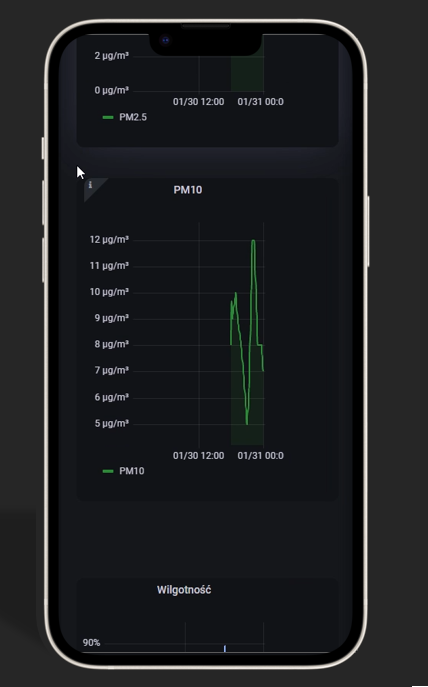 2 µg/m³
0 µg/m³
01/30 12:00 01/31 00:0
PM2.5
i
PM10
12 µg/m³
11 µg/m³
10 µg/m³
9 µg/m³
8 µg/m³
7 µg/m³
6 µg/m³
5 µg/m³
01/30 12:00 01/31 00:0
PM10
Wilgotność
90%